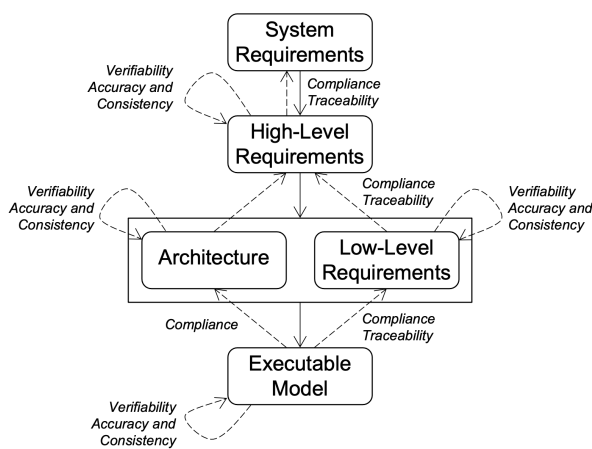 System
Requirements
Verifiability
Accuracy and
Consistency
Compliance
Traceability
High-Level
Requirements
Verifiability
Accuracy and
Consistency
Compliance
Traceability
Verifiability
Accuracy and
Consistency
Architecture
Low-Level
Requirements
Compliance
Compliance
Traceability
Executable
Model
Verifiability
Accuracy and
Consistency